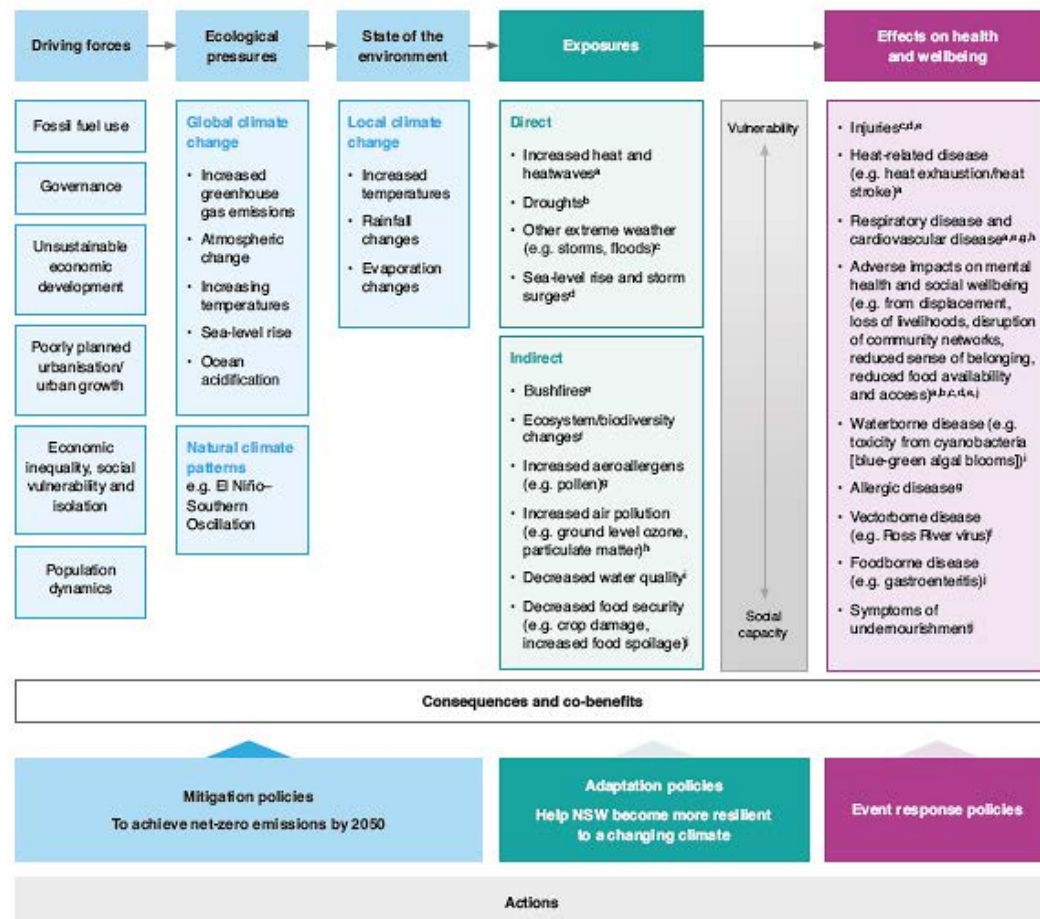 Driving forces
Ecological
pressures
State of the
environment
Exposures
Effects on health
and wellbeing
Fossil fuel use
Governance
Unsustainable
economic
development
Poorly planned
urbanisation/
urban growth
Economic
inequality, social
vulnerability and
isolation
Population
dynamics
Global climate
change
• Increased
greenhouse
gas emissions
• Atmospheric
change
• Increasing
temperatures
• Sea-level rise
• Ocean
acidification
Natural climate
patterns
e.g. El Niño–
Southern
Oscillation
Local climate
change
• Increased
temperatures
• Rainfall
changes
• Evaporation
changes
Direct
• Increased heat and
heatwavesᵃ
• Droughtsᵇ
• Other extreme weather
(e.g. storms, floods)ᶜ
• Sea-level rise and storm
surgesᵈ
Indirect
• Bushfiresᵉ
• Ecosystem/biodiversity
changesᶠ
• Increased aeroallergens
(e.g. pollen)ᵍ
• Increased air pollution
(e.g. ground level ozone,
particulate matter)ʰ
• Decreased water qualityⁱ
• Decreased food security
(e.g. crop damage,
increased food spoilage)ʲ
Vulnerability
Social
capacity
• Injuriesᶜ,ᵈ,ᵉ
• Heat-related disease
(e.g. heat exhaustion/heat
stroke)ᵃ
• Respiratory disease and
cardiovascular diseaseᵃ,ᵉ,ᵍ,ʰ
• Adverse impacts on mental
health and social wellbeing
(e.g. from displacement,
loss of livelihoods, disruption
of community networks,
reduced sense of belonging,
reduced food availability
and access)ᵃ,ᵇ,ᶜ,ᵈ,ᵉ,ʲ
• Waterborne disease (e.g.
toxicity from cyanobacteria
[blue-green algal blooms])ⁱ
• Allergic diseaseᵍ
• Vectorborne disease
(e.g. Ross River virus)ᶠ
• Foodborne disease
(e.g. gastroenteritis)ʲ
• Symptoms of
undernourishmentʲ
Consequences and co-benefits
Mitigation policies
To achieve net-zero emissions by 2050
Adaptation policies
Help NSW become more resilient
to a changing climate
Event response policies
Actions